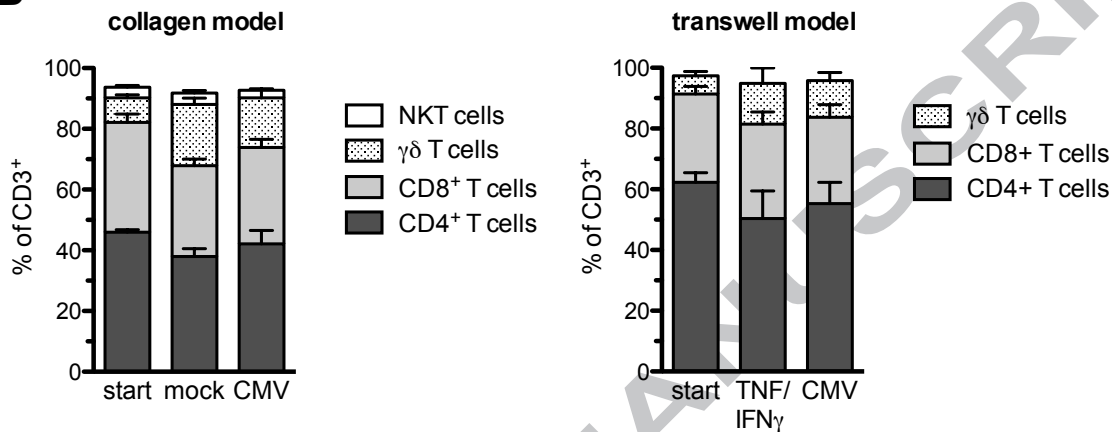 collagen model
100
80
60
40
20
0
% of CD3⁺
start mock CMV
NKT cells
γδ T cells
CD8⁺ T cells
CD4⁺ T cells
transwell model
100
80
60
40
20
0
% of CD3⁺
start TNF/ CMV
IFNγ
γδ T cells
CD8+ T cells
CD4+ T cells